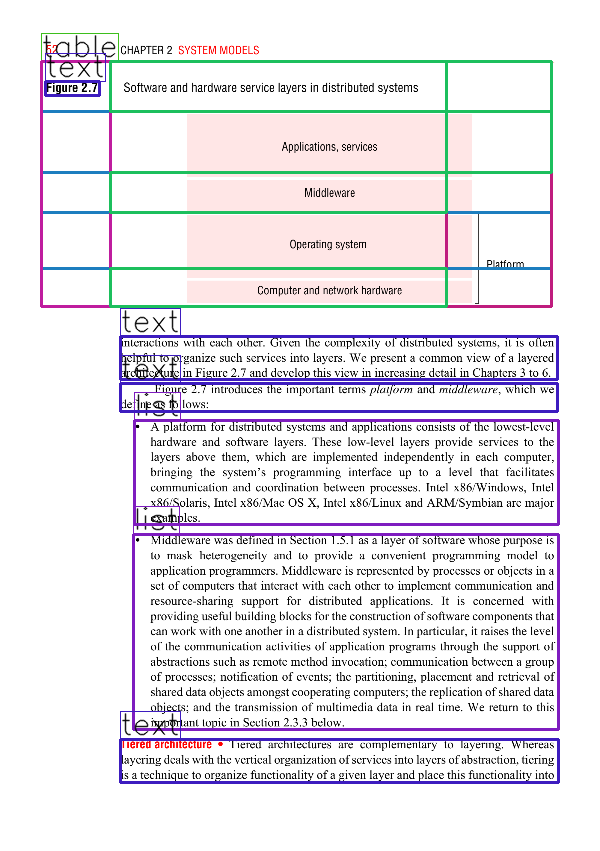 table
52 CHAPTER 2 SYSTEM MODELS
text
Figure 2.7 Software and hardware service layers in distributed systems
Applications, services
Middleware
Operating system
Platform
Computer and network hardware
text
interactions with each other. Given the complexity of distributed systems, it is often
helpful to organize such services into layers. We present a common view of a layered
text
architecture in Figure 2.7 and develop this view in increasing detail in Chapters 3 to 6.
Figure 2.7 introduces the important terms platform and middleware, which we
define as follows:
list
• A platform for distributed systems and applications consists of the lowest-level
hardware and software layers. These low-level layers provide services to the
layers above them, which are implemented independently in each computer,
bringing the system’s programming interface up to a level that facilitates
communication and coordination between processes. Intel x86/Windows, Intel
x86/Solaris, Intel x86/Mac OS X, Intel x86/Linux and ARM/Symbian are major
examples.
list
• Middleware was defined in Section 1.5.1 as a layer of software whose purpose is
to mask heterogeneity and to provide a convenient programming model to
application programmers. Middleware is represented by processes or objects in a
set of computers that interact with each other to implement communication and
resource-sharing support for distributed applications. It is concerned with
providing useful building blocks for the construction of software components that
can work with one another in a distributed system. In particular, it raises the level
of the communication activities of application programs through the support of
abstractions such as remote method invocation; communication between a group
of processes; notification of events; the partitioning, placement and retrieval of
shared data objects amongst cooperating computers; the replication of shared data
objects; and the transmission of multimedia data in real time. We return to this
important topic in Section 2.3.3 below.
text
Tiered architecture • Tiered architectures are complementary to layering. Whereas
layering deals with the vertical organization of services into layers of abstraction, tiering
is a technique to organize functionality of a given layer and place this functionality into